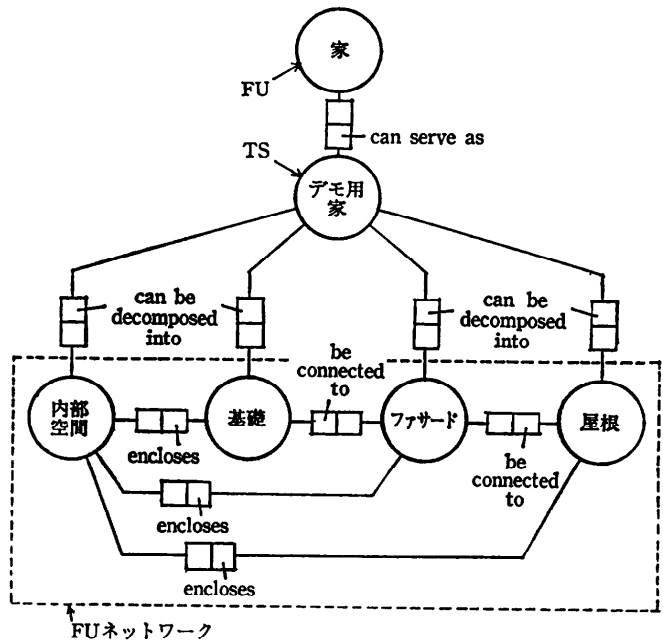 家
FU
can serve as
TS
デモ用
家
can be
decomposed
into
can be
decomposed
into
be
connected
to
内部
空間
基礎
ファサード
屋根
encloses
be
connected
to
encloses
encloses
FUネットワーク